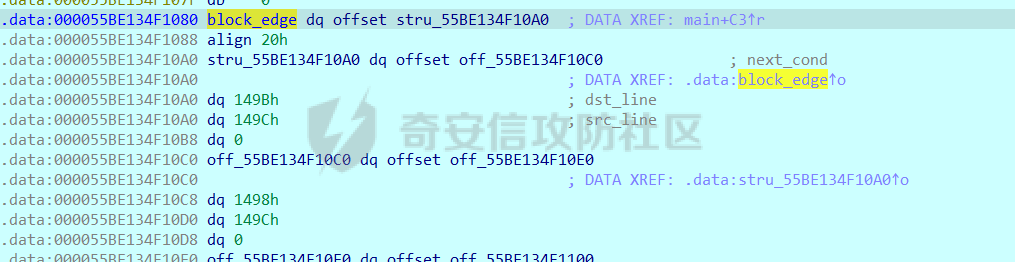 .data:000055BE134F107F db    0
.data:000055BE134F1080 block_edge dq offset stru_55BE134F10A0  ; DATA XREF: main+C3↑r
.data:000055BE134F1088 align 20h
.data:000055BE134F10A0 stru_55BE134F10A0 dq offset off_55BE134F10C0 ; next_cond
.data:000055BE134F10A0 ; DATA XREF: .data:block_edge↑o
.data:000055BE134F10A0 dq 149Bh ; dst_line
.data:000055BE134F10A0 dq 149Ch ; src_line
.data:000055BE134F10B8 dq 0
.data:000055BE134F10C0 off_55BE134F10C0 dq offset off_55BE134F10E0
.data:000055BE134F10C0 ; DATA XREF: .data:stru_55BE134F10A0↑o
.data:000055BE134F10C8 dq 1498h
.data:000055BE134F10D0 dq 149Ch
.data:000055BE134F10D8 dq 0
.data:000055BE134F10E0 off_55BE134F10E0 dq offset off_55BE134F1100
奇安信攻防社区